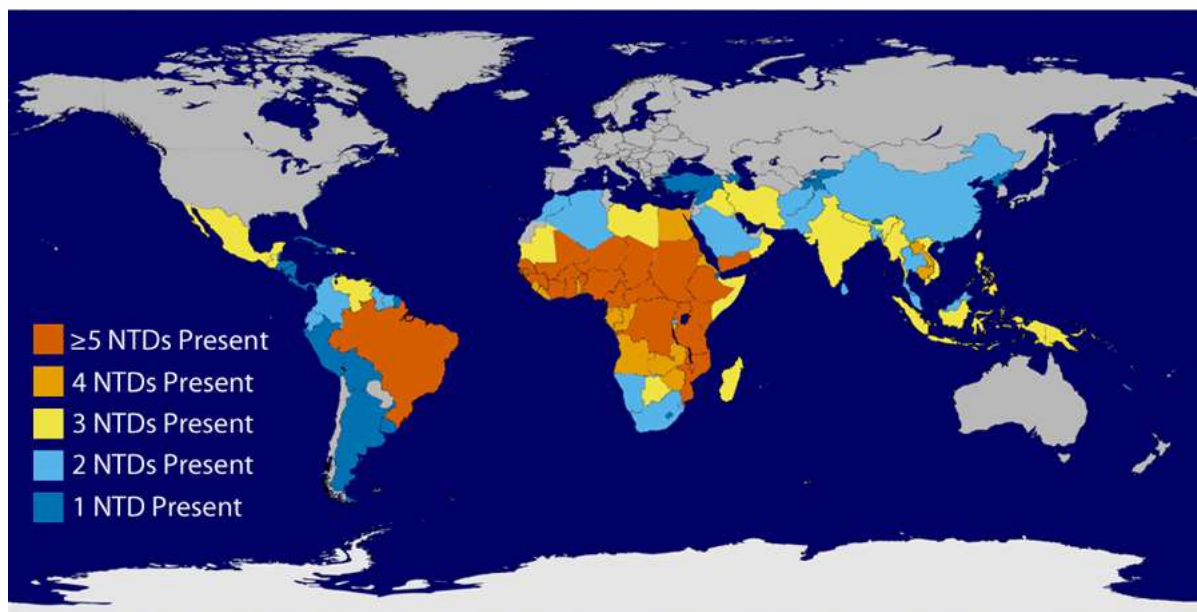 ≥5 NTDs Present
4 NTDs Present
3 NTDs Present
2 NTDs Present
1 NTD Present